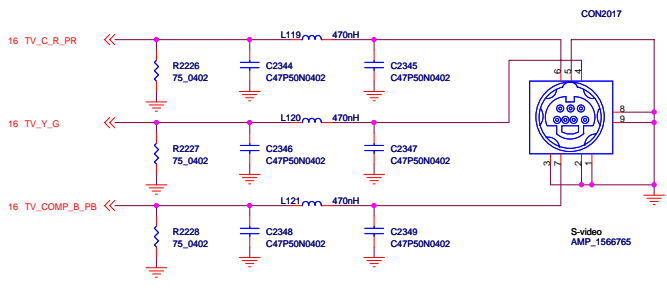 CON2017
16 TV_C_R_PR
L119 470nH
R2226
75_0402
C2344
C47P50N0402
C2345
C47P50N0402
6 5 4
16 TV_Y_G
L120 470nH
8
9
R2227
75_0402
C2346
C47P50N0402
C2347
C47P50N0402
3 7 2 1
16 TV_COMP_B_PB
L121 470nH
R2228
75_0402
C2348
C47P50N0402
C2349
C47P50N0402
S-video
AMP_1566765